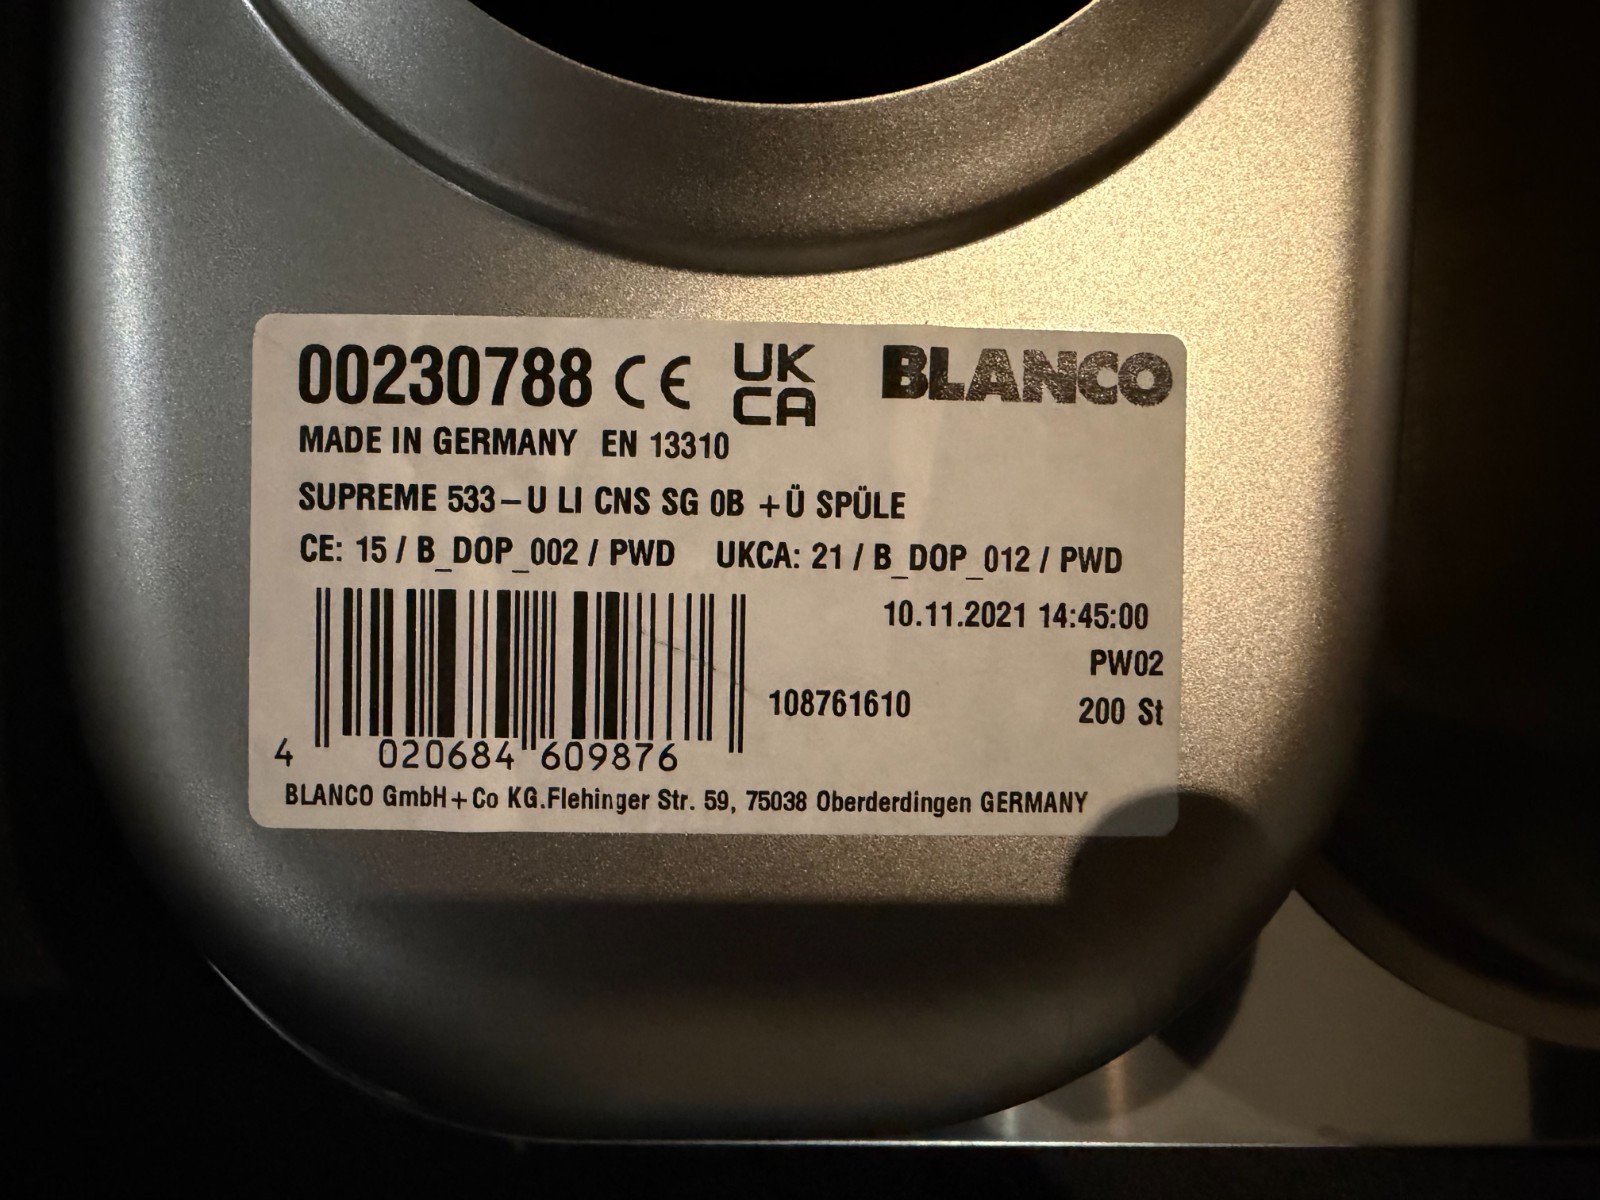 00230788 CE UK CA BLANCO
MADE IN GERMANY EN 13310
SUPREME 533-U LI CNS SG 0B +Ü SPÜLE
CE: 15 / B_DOP_002 / PWD UKCA: 21 / B_DOP_012 / PWD
10.11.2021 14:45:00
PW02
108761610 200 St
4 020684 609876
BLANCO GmbH+Co KG.Flehinger Str. 59, 75038 Oberderdingen GERMANY